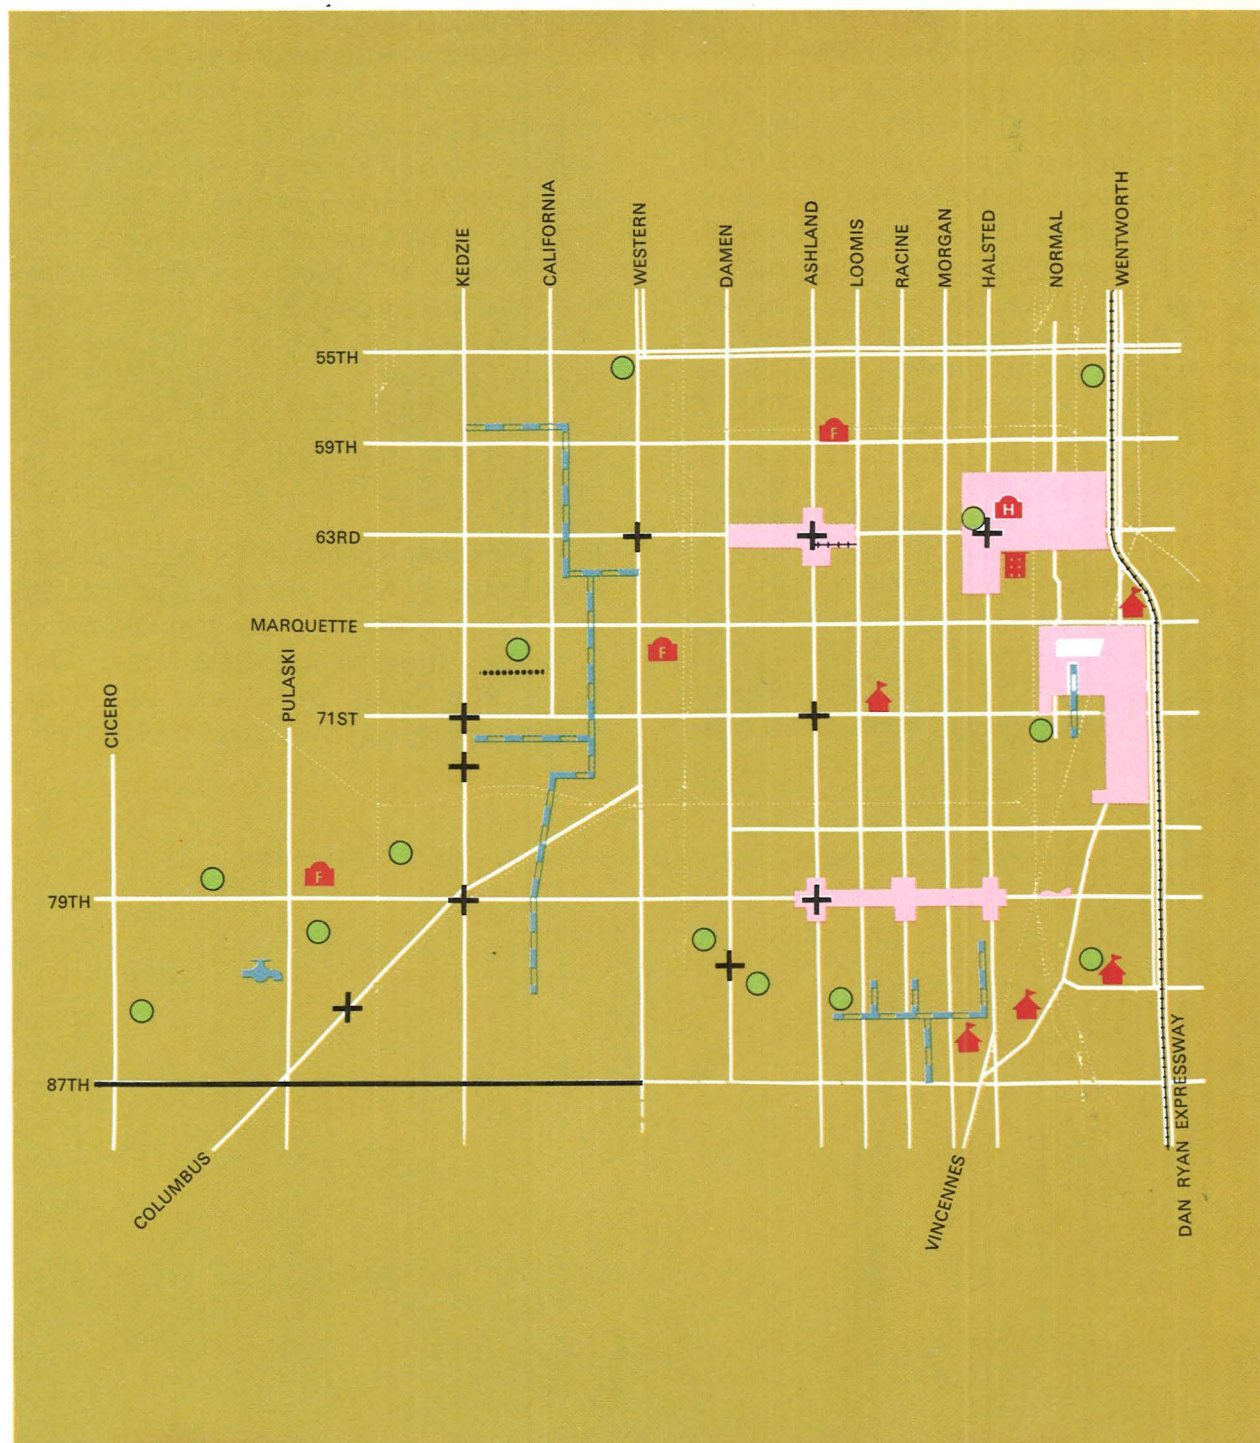 KEDZIE
CALIFORNIA
WESTERN
DAMEN
ASHLAND
LOOMIS
RACINE
MORGAN
HALSTED
NORMAL
WENTWORTH
55TH
59TH
F
63RD
H
MARQUETTE
F
CICERO
PULASKI
71ST
F
79TH
87TH
COLUMBUS
VINCENNES
DAN RYAN EXPRESSWAY